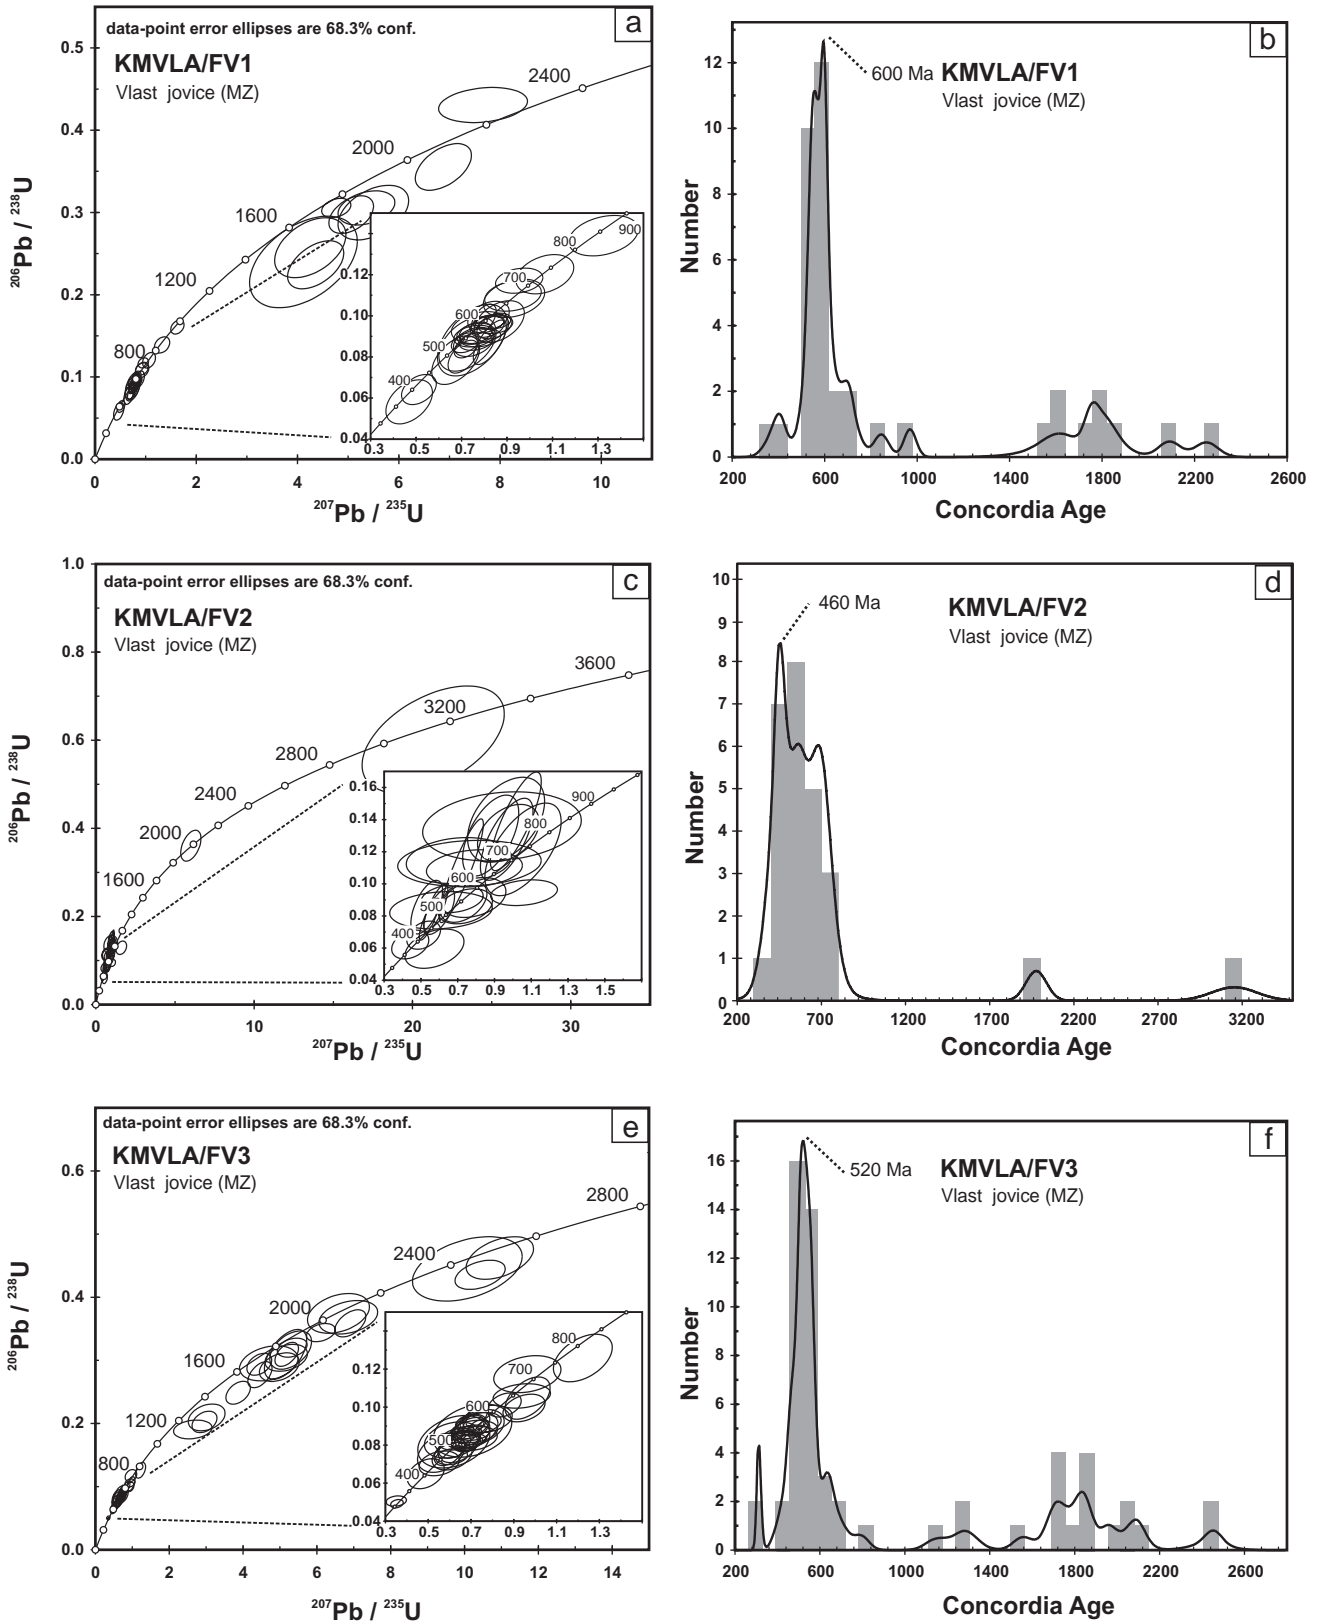 data-point error ellipses are 68.3% conf.
a
KMVLA/FV1
Vlast jovice (MZ)
0.5
0.4
0.3
0.2
0.1
0.0
2400
2000
1600
1200
800
206Pb / 238U
0.12
0.10
0.08
0.06
0.04
900
800
700
600
500
400
0.3 0.5 0.7 0.9 1.1 1.3
0 2 4 6 8 10
207Pb / 235U
b
600 Ma
KMVLA/FV1
Vlast jovice (MZ)
12
10
8
6
4
2
0
Number
200 600 1000 1400 1800 2200 2600
Concordia Age
data-point error ellipses are 68.3% conf.
c
KMVLA/FV2
Vlast jovice (MZ)
1.0
0.8
0.6
0.4
0.2
0.0
3600
3200
2800
2400
2000
1600
206Pb / 238U
0.16
0.14
0.12
0.10
0.08
0.06
0.04
900
800
700
600
500
400
0.3 0.5 0.7 0.9 1.1 1.3 1.5
0 10 20 30
207Pb / 235U
d
460 Ma
KMVLA/FV2
Vlast jovice (MZ)
10
9
8
7
6
5
4
3
2
1
0
Number
200 700 1200 1700 2200 2700 3200
Concordia Age
data-point error ellipses are 68.3% conf.
e
KMVLA/FV3
Vlast jovice (MZ)
0.6
0.4
0.2
0.0
2800
2400
2000
1600
1200
800
206Pb / 238U
0.12
0.10
0.08
0.06
0.04
800
700
600
500
400
0.3 0.5 0.7 0.9 1.1 1.3
0 2 4 6 8 10 12 14
207Pb / 235U
f
520 Ma
KMVLA/FV3
Vlast jovice (MZ)
16
14
12
10
8
6
4
2
0
Number
200 600 1000 1400 1800 2200 2600
Concordia Age